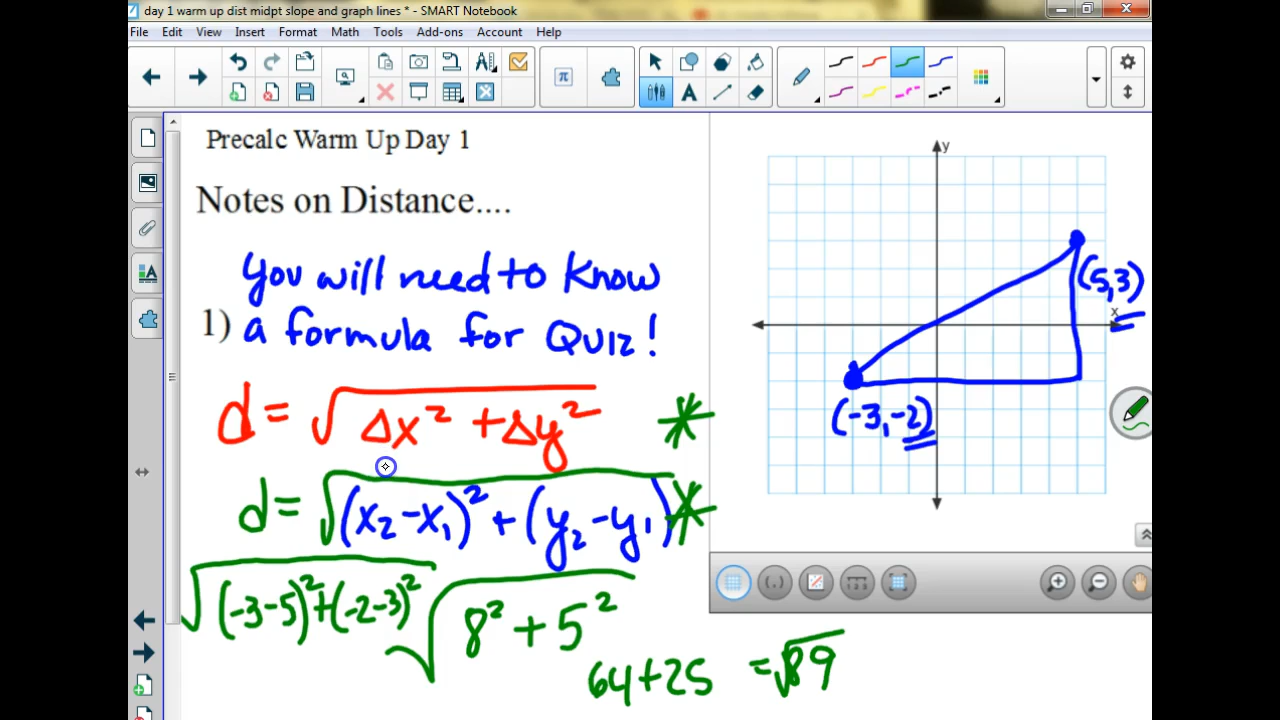 day 1 warm up dist midpt slope and graph lines * - SMART Notebook
File Edit View Insert Format Math Tools Add-ons Account Help
Precalc Warm Up Day 1
Notes on Distance....
You will need to know
1) a formula for QUIZ!
d = √Δx² + Δy² *
d = √(x₂ - x₁)² + (y₂ - y₁) *
√(-3-5)² + (-2-3)² √8² + 5²
64+25 = √89
y
(5,3)
x
(-3,-2)